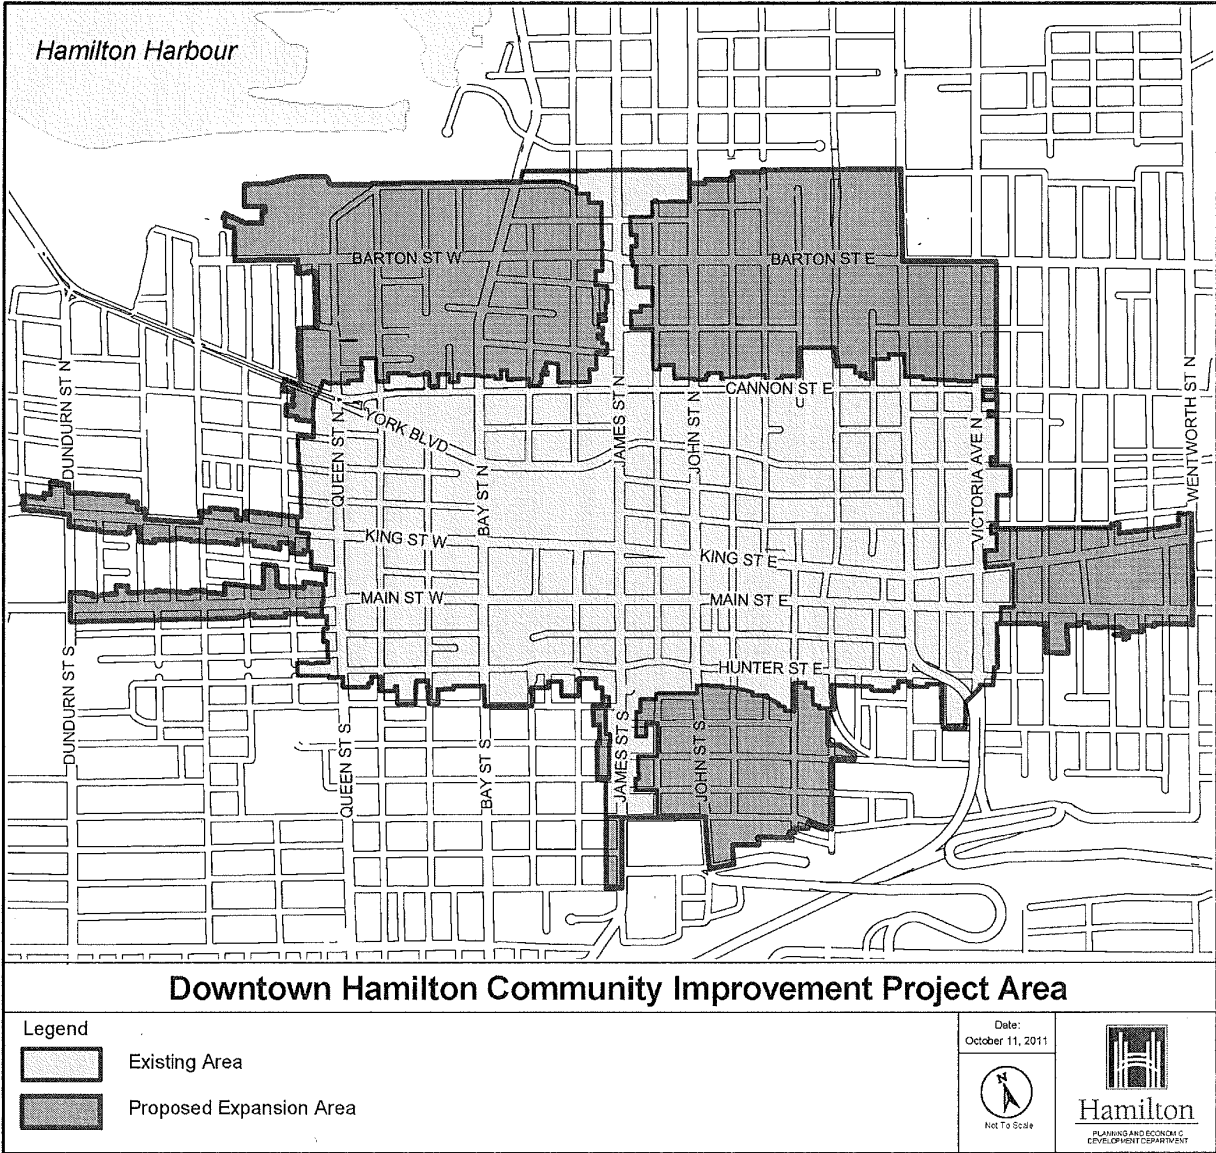 Hamilton Harbour
BARTON ST W
BARTON ST E
DUNDURN ST N
QUEEN ST N
YORK BLVD
BAY ST N
JAMES ST N
JOHN ST N
CANNON ST E
VICTORIA AVE N
WENTWORTH ST N
KING ST W
KING ST E
MAIN ST W
MAIN ST E
HUNTER ST E
DUNDURN ST S
QUEEN ST S
BAY ST S
JAMES ST S
JOHN ST S
Downtown Hamilton Community Improvement Project Area
Legend
Existing Area
Proposed Expansion Area
Date:
October 11, 2011
N
Not To Scale
Hamilton
PLANNING AND ECONOMIC
DEVELOPMENT DEPARTMENT